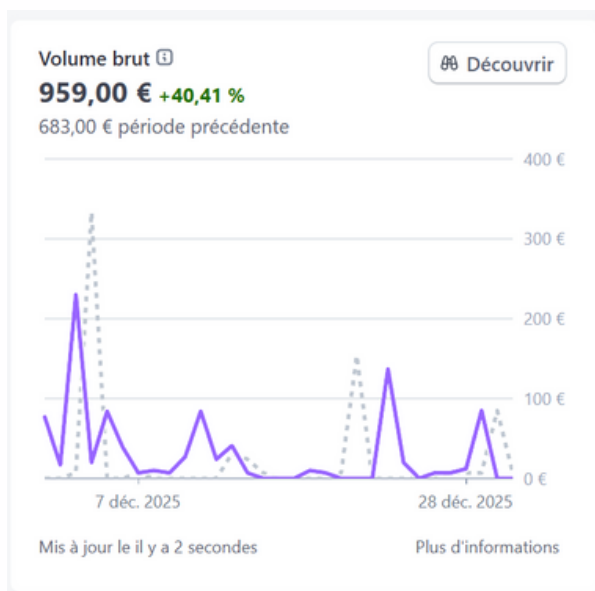 Volume brut
Découvrir
959,00 € +40,41 %
683,00 € période précédente
400 €
300 €
200 €
100 €
0 €
7 déc. 2025
28 déc. 2025
Mis à jour le il y a 2 secondes
Plus d'informations